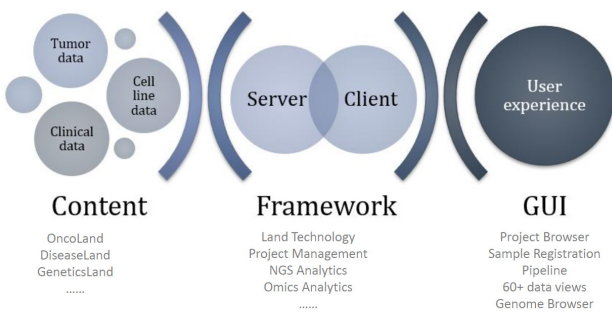 Tumor
data
Cell
line
data
Clinical
data
Server
Client
User
experience
Content
OncoLand
DiseaseLand
GeneticsLand
......
Framework
Land Technology
Project Management
NGS Analytics
Omics Analytics
......
GUI
Project Browser
Sample Registration
Pipeline
60+ data views
Genome Browser